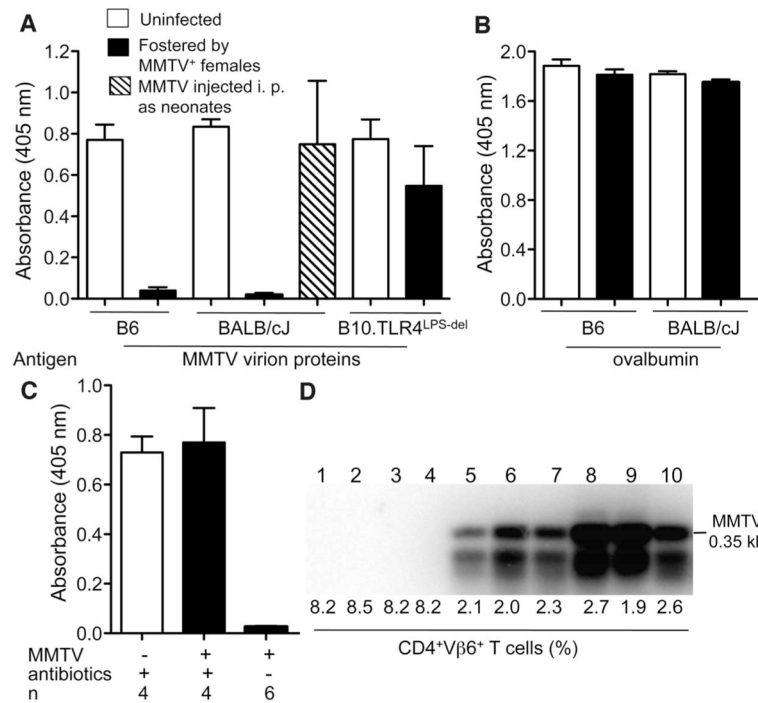 A
Uninfected
Fostered by
MMTV+ females
MMTV injected i. p.
as neonates
Absorbance (405 nm)
1.2
1.0
0.8
0.6
0.4
0.2
0.0
B6
BALB/cJ
B10.TLR4LPS-del
Antigen
MMTV virion proteins
B
Absorbance (405 nm)
2.0
1.6
1.2
0.4
0.0
B6
BALB/cJ
ovalbumin
C
Absorbance (405 nm)
1.0
0.8
0.6
0.4
0.2
0.0
MMTV - + +
antibiotics + + -
n 4 4 6
D
1 2 3 4 5 6 7 8 9 10
MMTV
0.35 kb
8.2 8.5 8.2 8.2 2.1 2.0 2.3 2.7 1.9 2.6
CD4+Vβ6+ T cells (%)